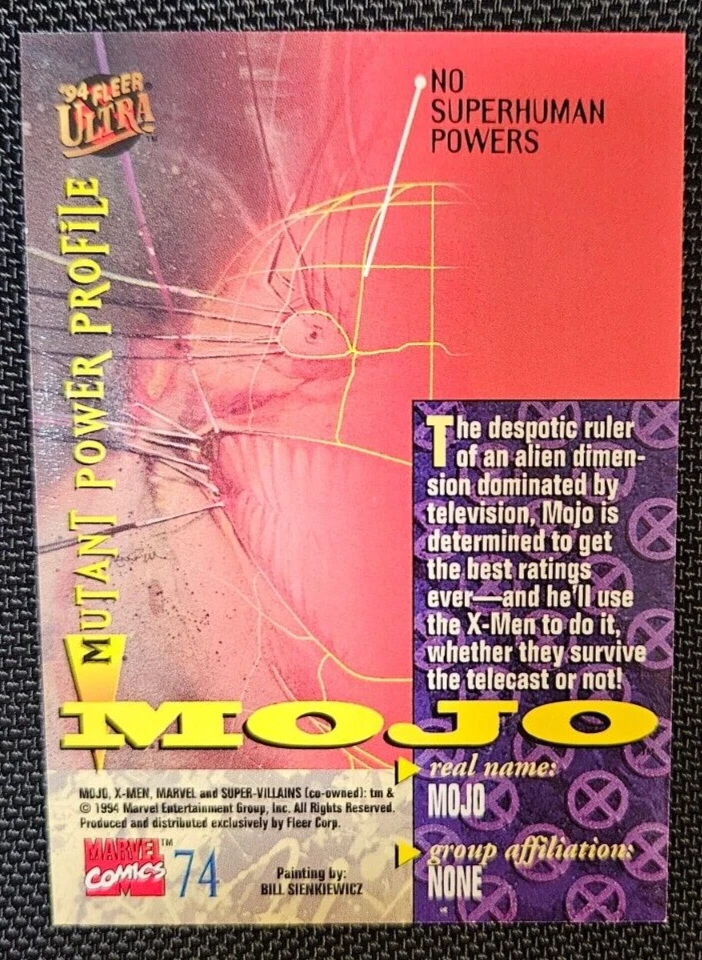 '94 FLEER
ULTRA™
NO
SUPERHUMAN
POWERS
MUTANT POWER PROFILE
The despotic ruler
of an alien dimen-
sion dominated by
television, Mojo is
determined to get
the best ratings
ever—and he'll use
the X-Men to do it,
whether they survive
the telecast or not!
MOJO
real name:
MOJO
group affiliation:
NONE
MOJO, X-MEN, MARVEL and SUPER-VILLAINS (co-owned): tm &
© 1994 Marvel Entertainment Group, Inc. All Rights Reserved.
Produced and distributed exclusively by Fleer Corp.
MARVEL™
COMICS
M
74
Painting by:
BILL SIENKIEWICZ